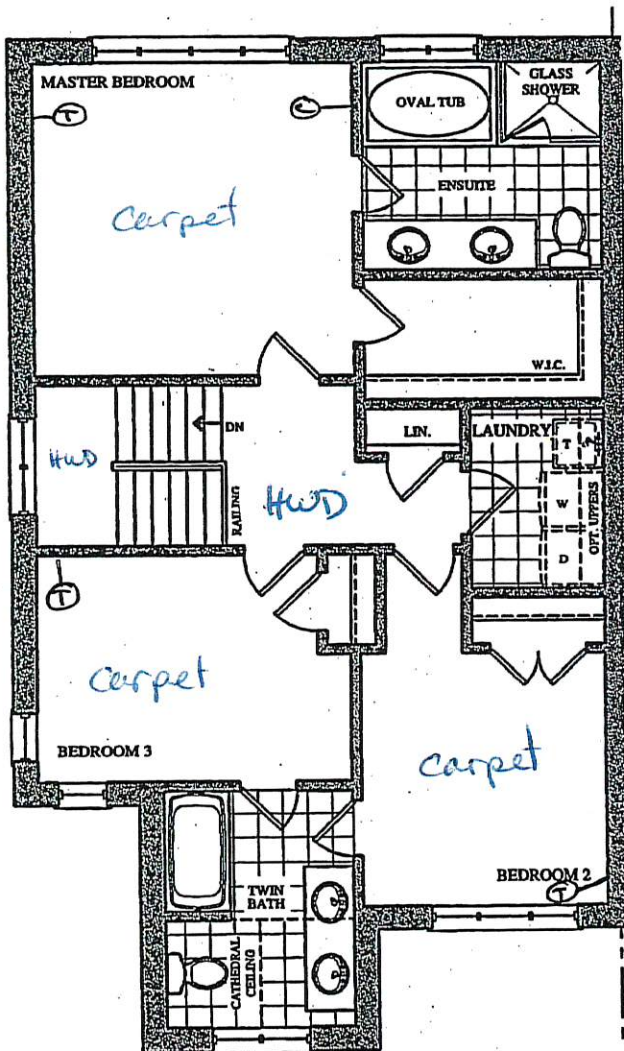 MASTER BEDROOM
T
C
OVAL TUB
GLASS
SHOWER
ENSUITE
Carpet
W.I.C.
DN
LIN.
LAUNDRY
T
HWD
RAILING
HWD
W
D
OPT. UPPERS
T
Carpet
BEDROOM 3
Carpet
BEDROOM 2
T
TWIN
BATH
CATHEDRAL
CEILING